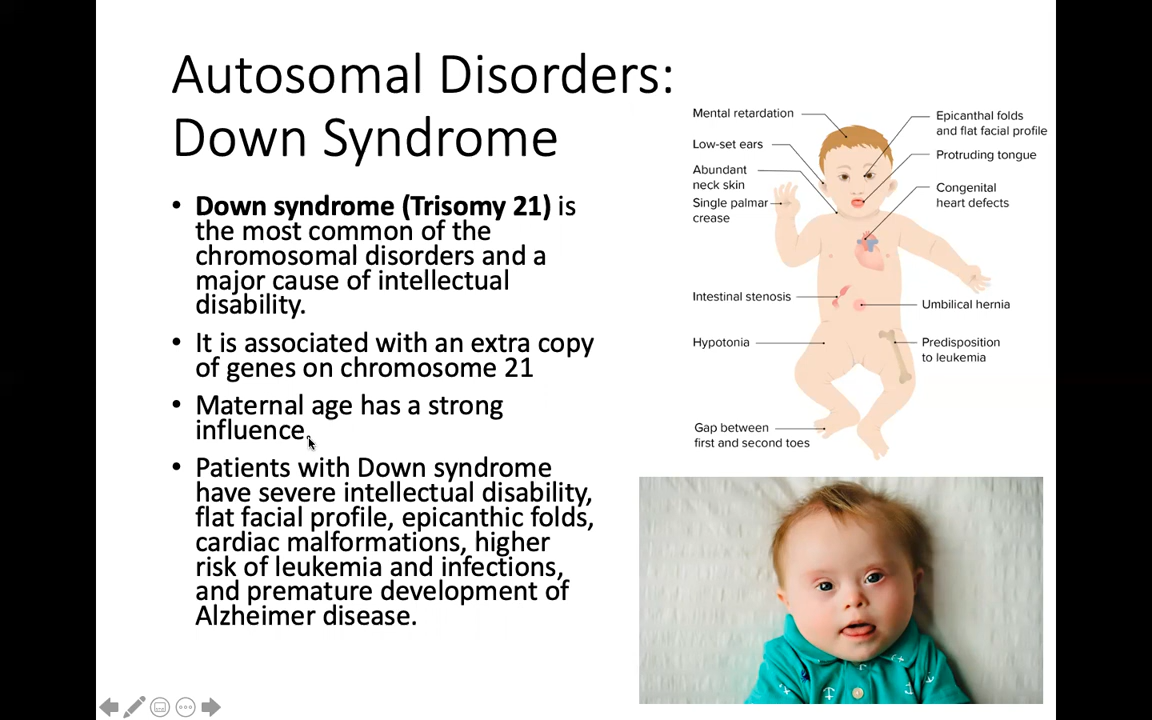 Autosomal Disorders:
Down Syndrome
• Down syndrome (Trisomy 21) is
the most common of the
chromosomal disorders and a
major cause of intellectual
disability.
• It is associated with an extra copy
of genes on chromosome 21
• Maternal age has a strong
influence.
• Patients with Down syndrome
have severe intellectual disability,
flat facial profile, epicanthic folds,
cardiac malformations, higher
risk of leukemia and infections,
and premature development of
Alzheimer disease.
Mental retardation
Low-set ears
Abundant
neck skin
Single palmar
crease
Intestinal stenosis
Hypotonia
Gap between
first and second toes
Epicanthal folds
and flat facial profile
Protruding tongue
Congenital
heart defects
Umbilical hernia
Predisposition
to leukemia